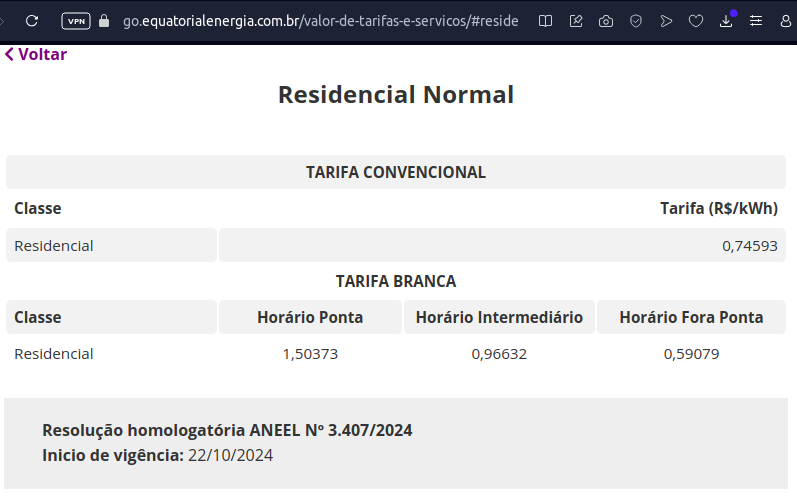 VPN go.equatorialenergia.com.br/valor-de-tarifas-e-servicos/#reside
Voltar
Residencial Normal
TARIFA CONVENCIONAL
Classe Tarifa (R$/kWh)
Residencial 0,74593
TARIFA BRANCA
Classe Horário Ponta Horário Intermediário Horário Fora Ponta
Residencial 1,50373 0,96632 0,59079
Resolução homologatória ANEEL Nº 3.407/2024
Inicio de vigência: 22/10/2024